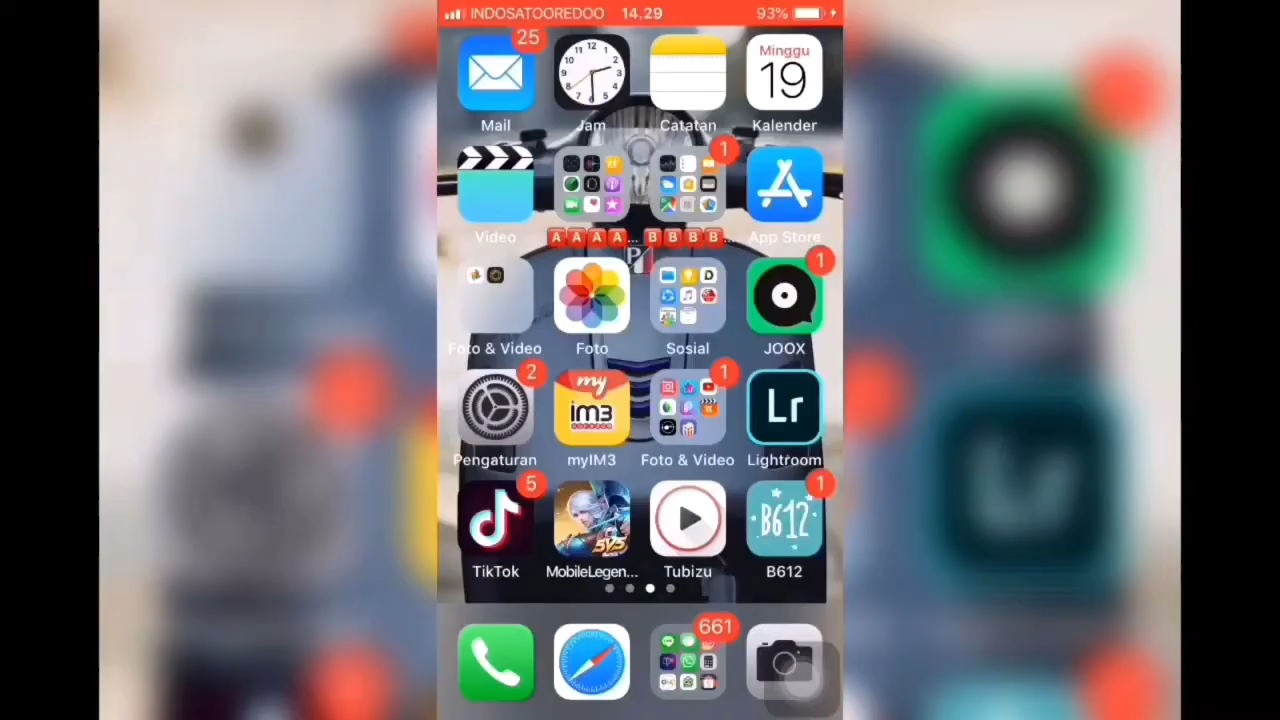 INDOSATOOREDOO 14.29 93%
25
Minggu
19
Mail Jam Catatan Kalender
1
Video AAAA... BBBB... App Store
1
Foto & Video Foto Sosial JOOX
2 1
my
im3
Lr
Pengaturan myIM3 Foto & Video Lightroom
5 1
5V5
B612
TikTok MobileLegen... Tubizu B612
661